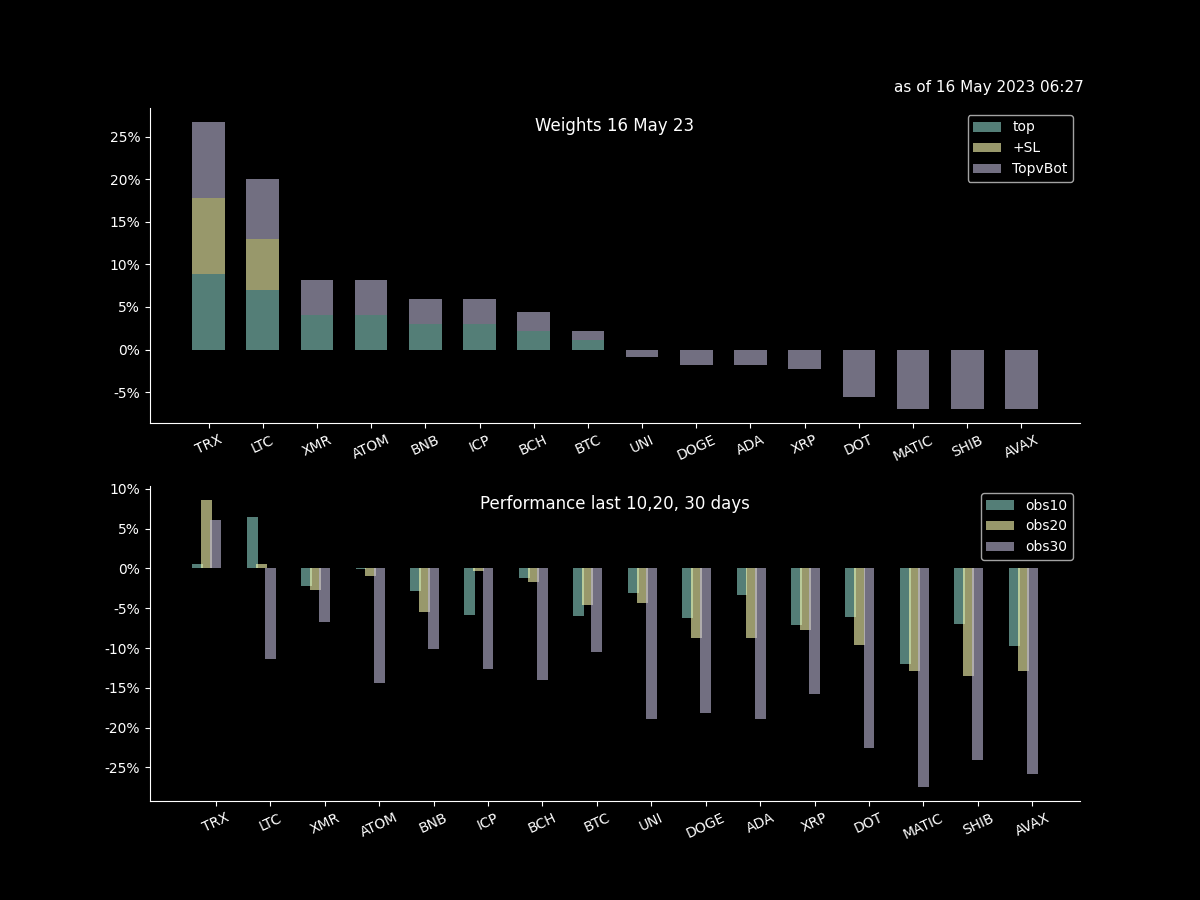 as of 16 May 2023 06:27
Weights 16 May 23
top
+SL
TopvBot
25%
20%
15%
10%
5%
0%
-5%
TRX LTC XMR ATOM BNB ICP BCH BTC UNI DOGE ADA XRP DOT MATIC SHIB AVAX
Performance last 10,20, 30 days
obs10
obs20
obs30
10%
5%
0%
-5%
-10%
-15%
-20%
-25%
TRX LTC XMR ATOM BNB ICP BCH BTC UNI DOGE ADA XRP DOT MATIC SHIB AVAX